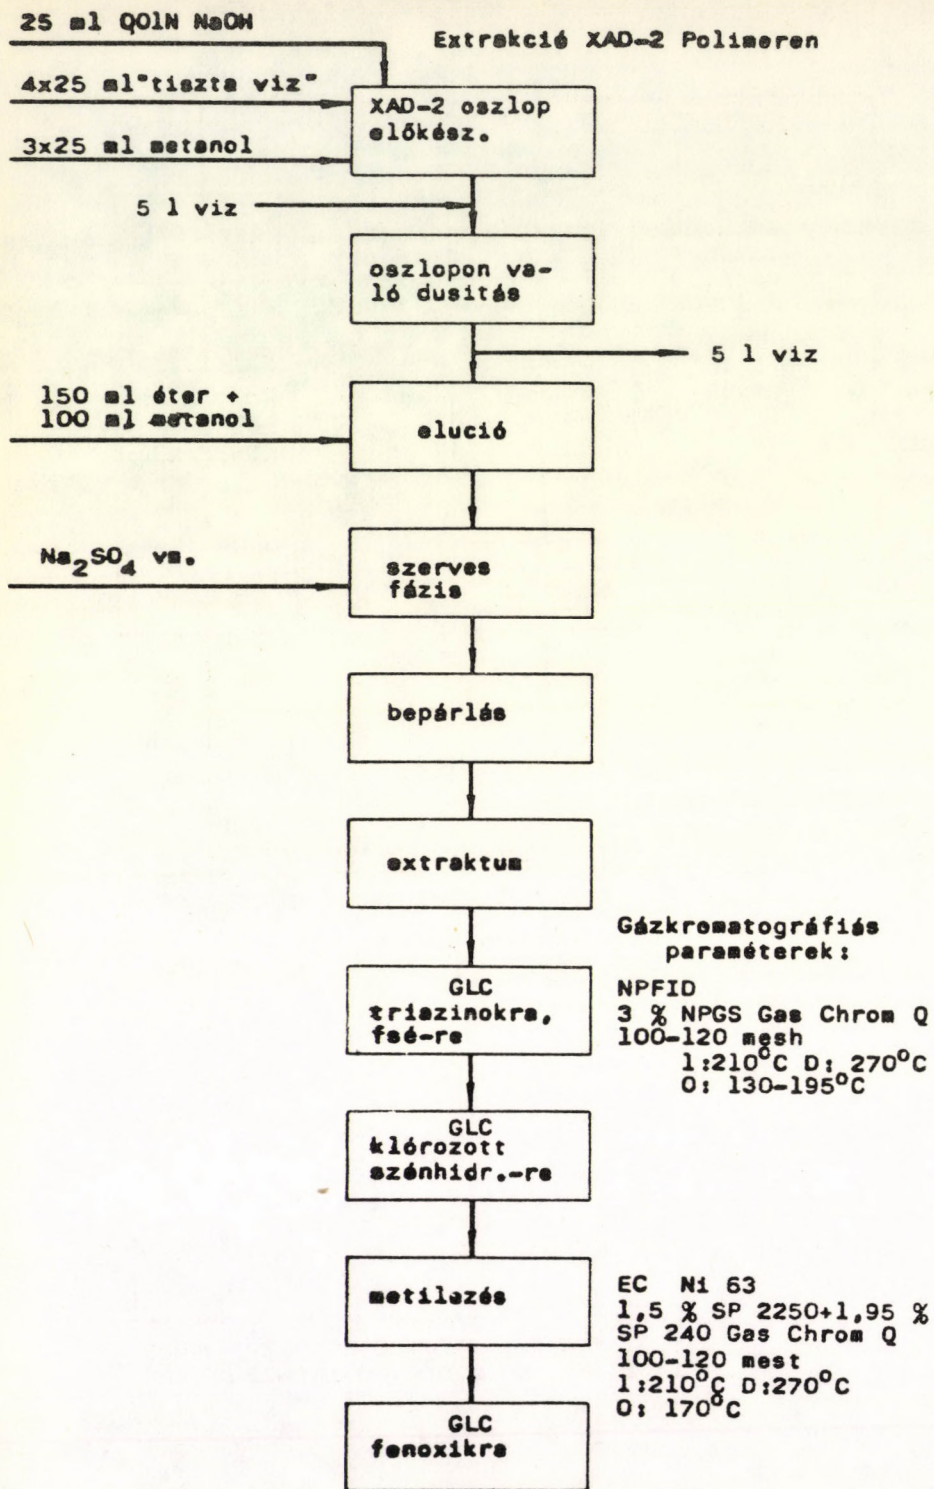 25 ml 0,01N NaOH
Extrakció XAD-2 Polimeren
4x25 ml "tiszta viz"
3x25 ml metanol
XAD-2 oszlop
előkész.
5 l viz
oszlopon va-
ló dusitás
5 l viz
150 ml éter +
100 ml metanol
elució
Na2SO4 vm.
szerves
fázis
bepárlás
extraktum
GLC
triazinokra,
fsé-re
Gázkromatográfiás
paraméterek:
NPFID
3 % NPGS Gas Chrom Q
100-120 mesh
1:210°C D: 270°C
O: 130-195°C
GLC
klórozott
szénhidr.-re
metilezés
EC Ni 63
1,5 % SP 2250+1,95 %
SP 240 Gas Chrom Q
100-120 mest
1:210°C D:270°C
O: 170°C
GLC
fenoxikra